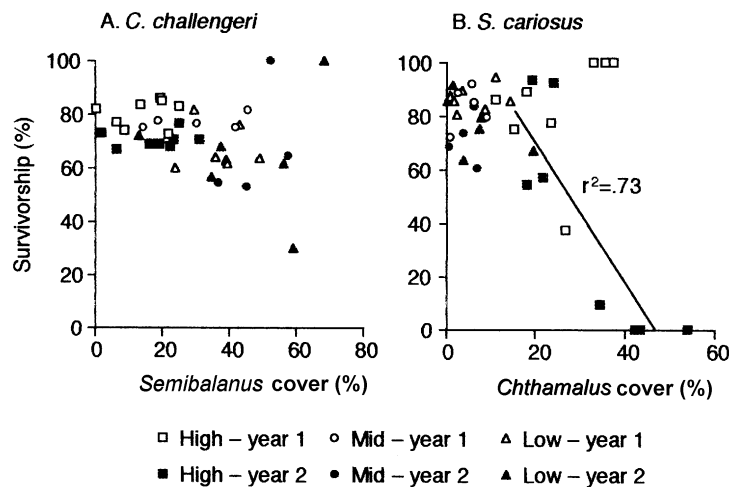 A. C. challengeri
B. S. cariosus
100
80
60
40
80
0
0
20
40
60
80
Survivorship (%)
Semibalanus cover (%)
100
80
60
40
20
0
0
20
40
60
r²=.73
Chthamalus cover (%)
High – year 1
Mid – year 1
Low – year 1
High – year 2
Mid – year 2
Low – year 2